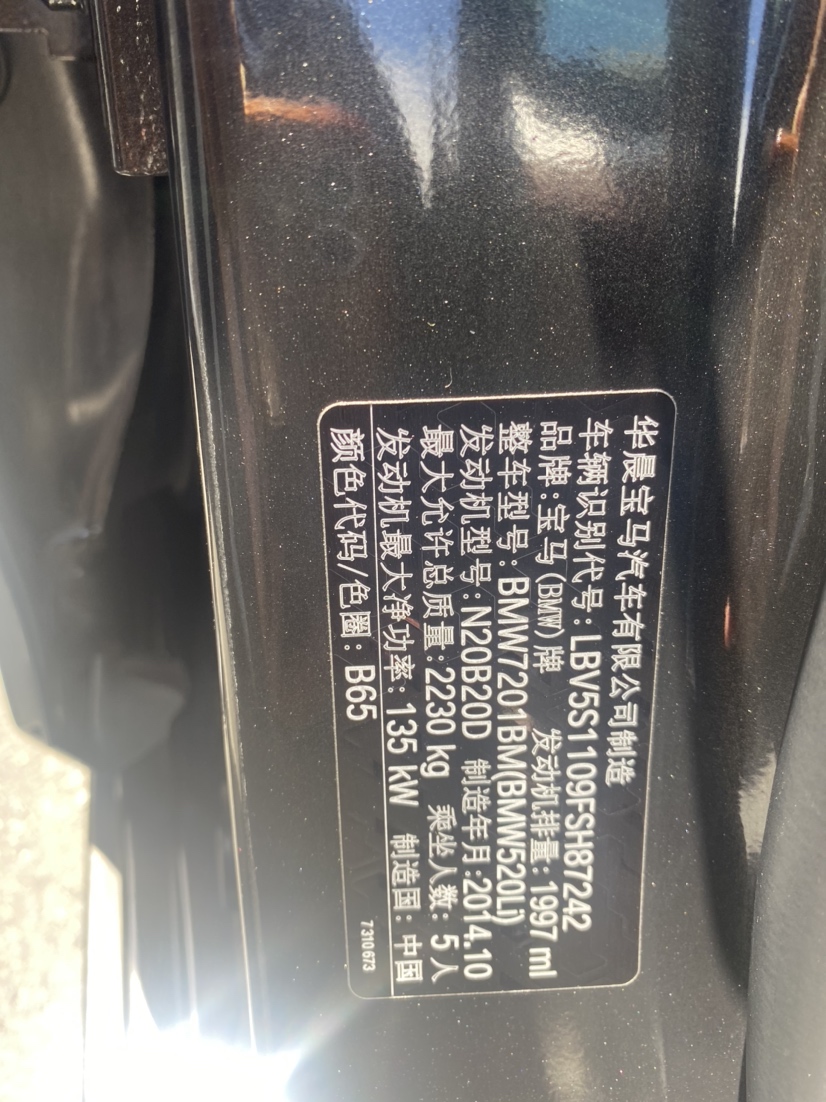 华晨宝马汽车有限公司制造
车辆识别代号:LBV5S1109FSH87242
品牌:宝马(BMW)牌 发动机排量:1997 ml
整车型号:BMW7201BM(BMW520Li)
发动机型号:N20B20D 制造年月:2014.10
最大允许总质量:2230 kg 乘坐人数:5人
发动机最大净功率:135 kW 制造国:中国
颜色代码/色圈:B65 7310673